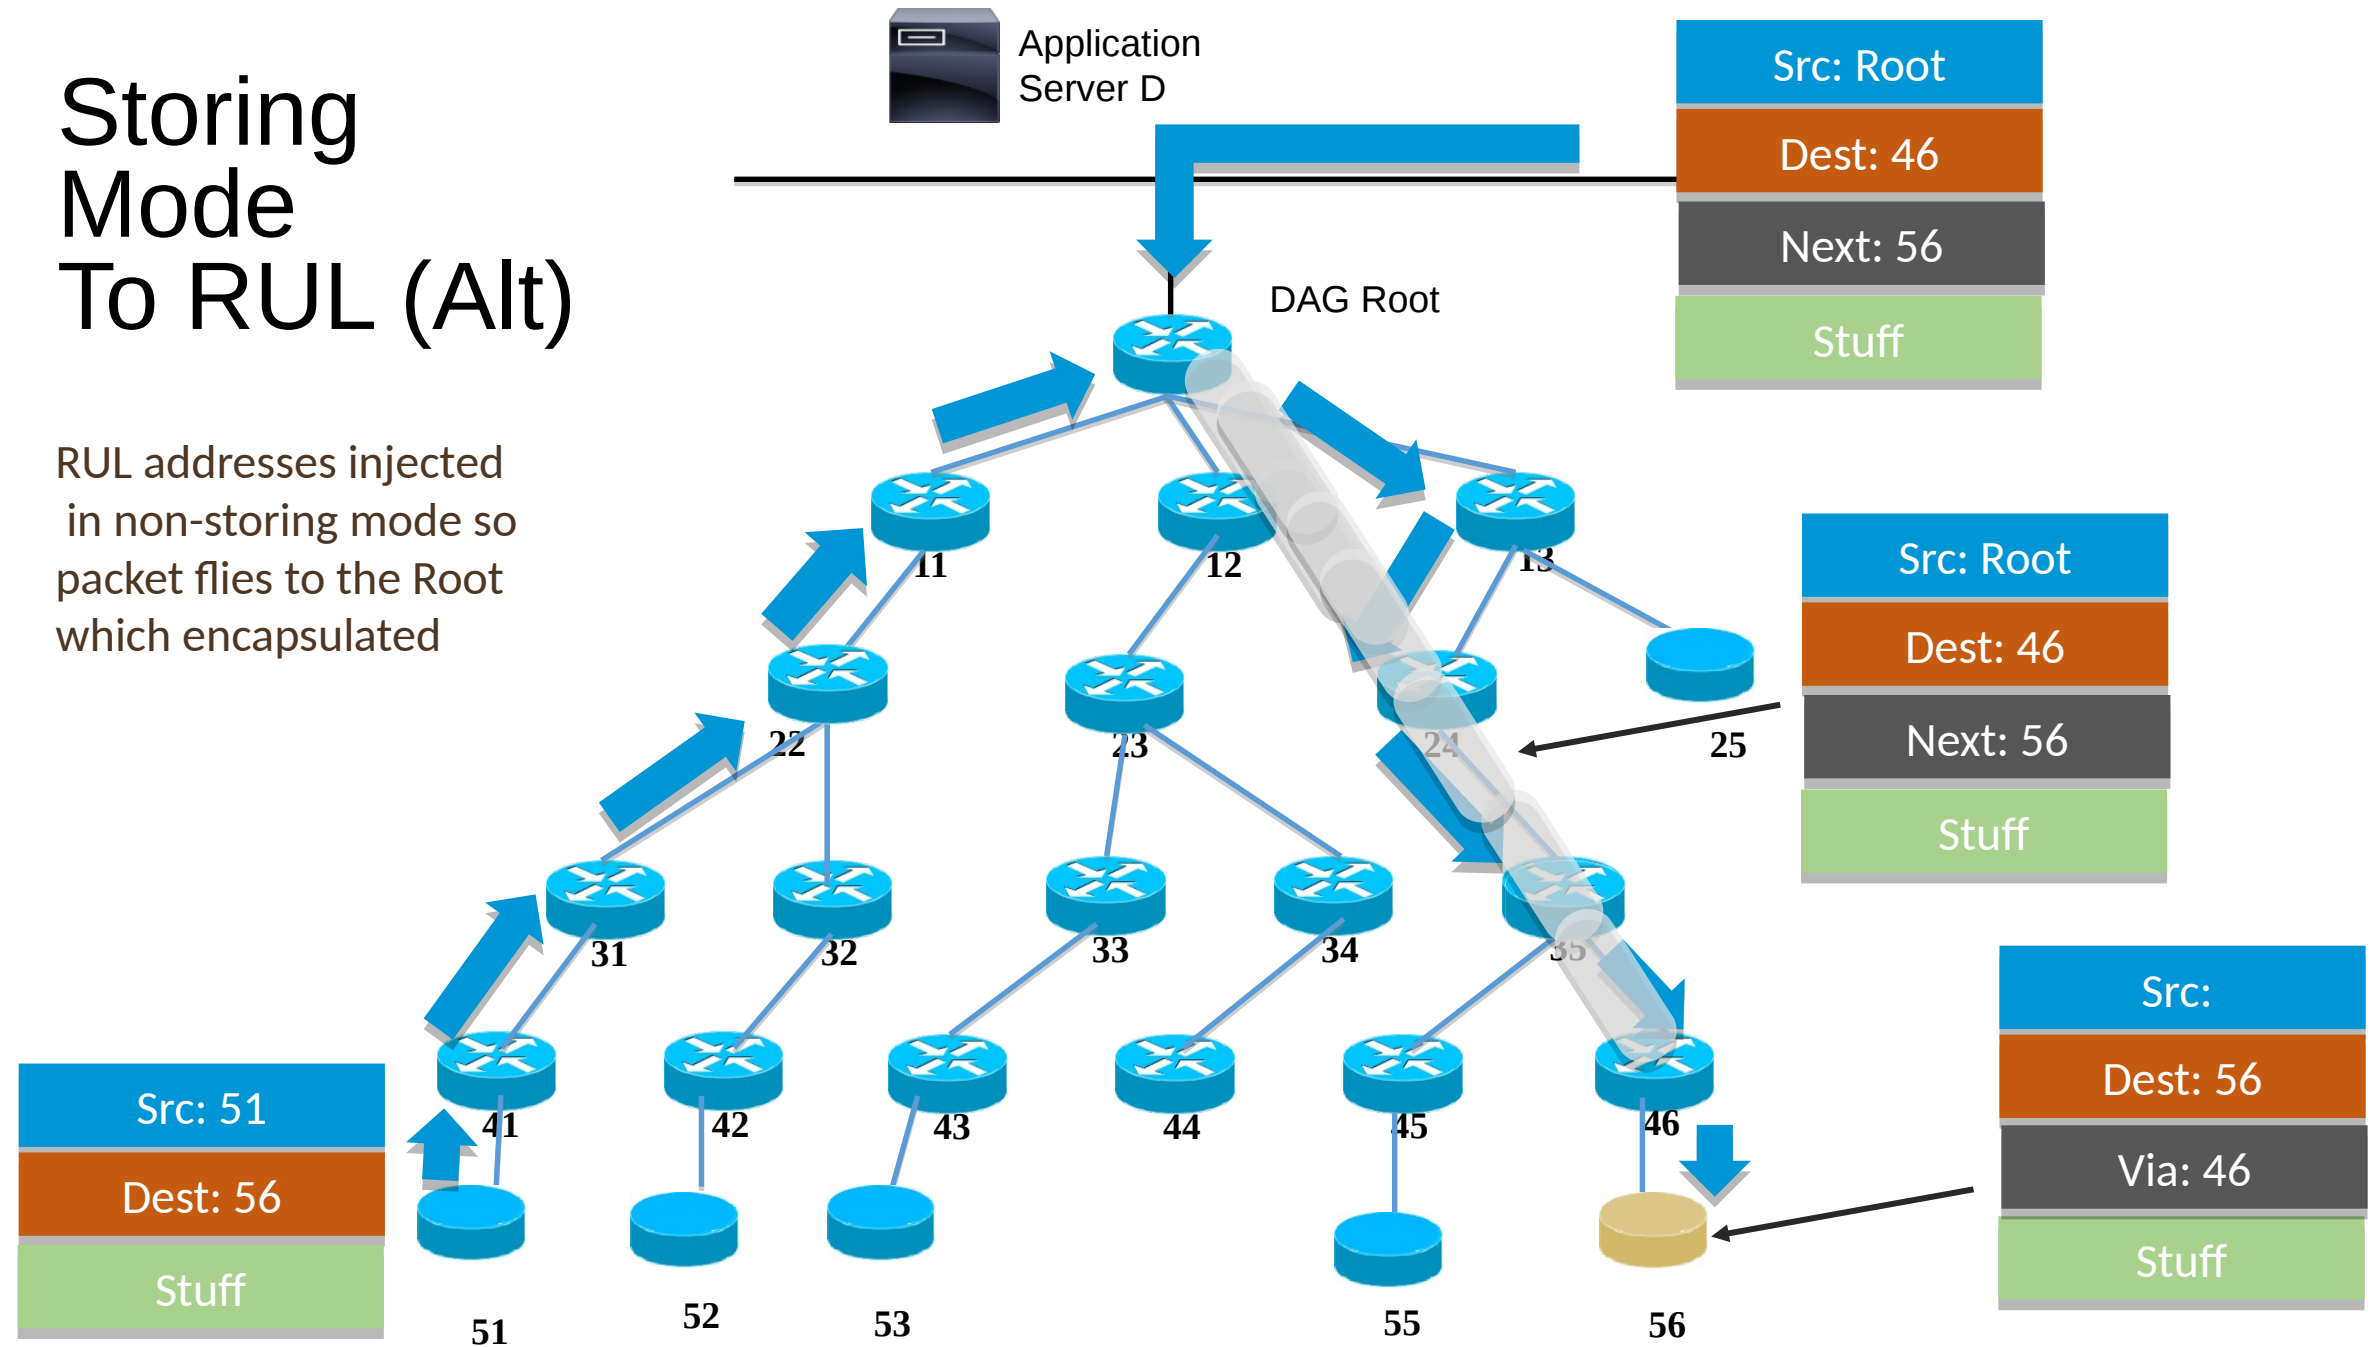 Application
Server D
Storing
Mode
To RUL (Alt)
Src: Root
Dest: 46
Next: 56
Stuff
DAG Root
RUL addresses injected
in non-storing mode so
packet flies to the Root
which encapsulated
11
12
13
Src: Root
Dest: 46
Next: 56
Stuff
22
23
24
25
31
32
33
34
35
Src:
Dest: 56
Via: 46
Stuff
Src: 51
Dest: 56
Stuff
41
42
43
44
45
46
51
52
53
55
56